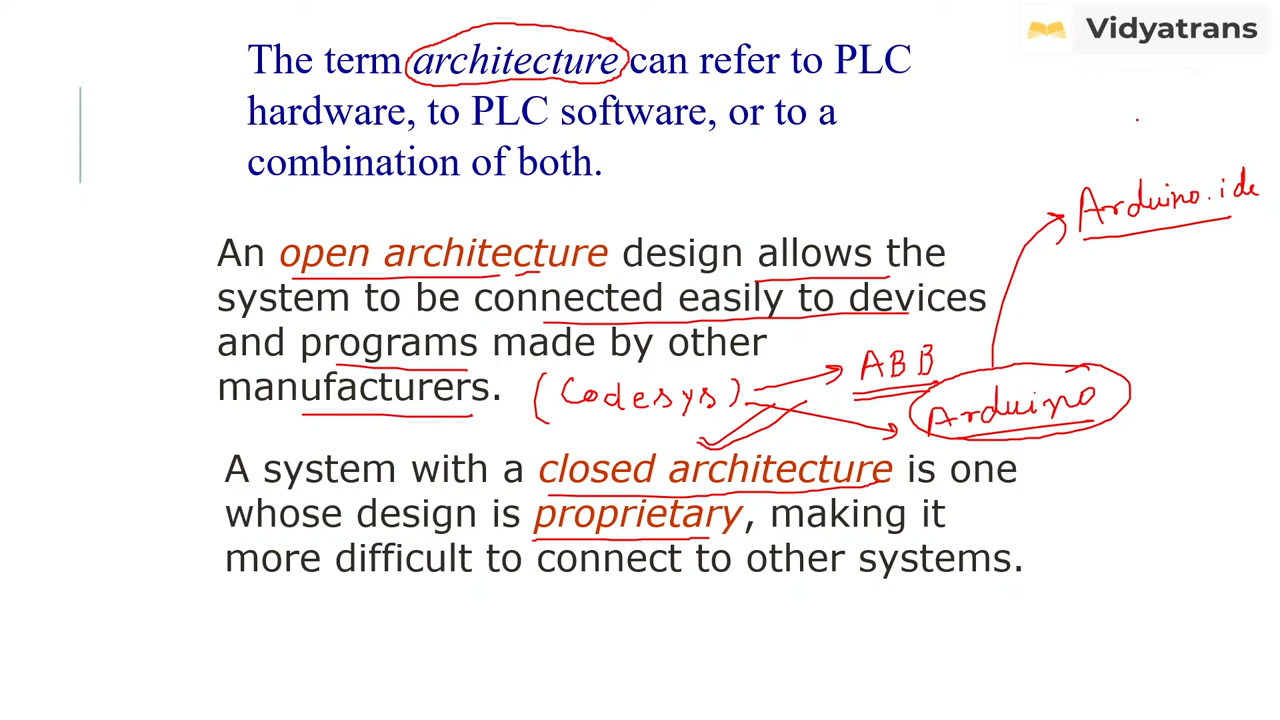 Vidyatrans
The term architecture can refer to PLC
hardware, to PLC software, or to a
combination of both.
Arduino.ide
An open architecture design allows the
system to be connected easily to devices
and programs made by other
manufacturers. (Codesys) ABB
Arduino
A system with a closed architecture is one
whose design is proprietary, making it
more difficult to connect to other systems.